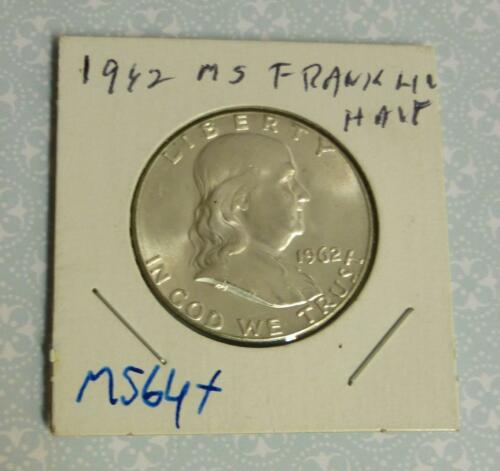 1962 MS FRANKLIN
HALF
LIBERTY
1962
IN GOD WE TRUST
MS64+